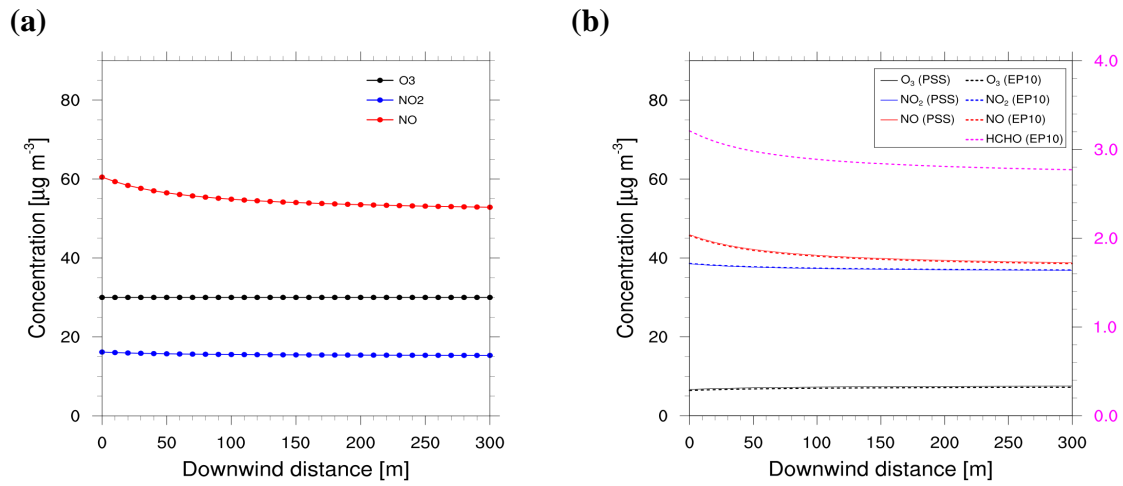 (a)
(b)
80
60
40
20
0
Concentration [µg m-3]
O3
NO2
NO
0 50 100 150 200 250 300
Downwind distance [m]
80
60
40
20
0
Concentration [µg m-3]
O3 (PSS) O3 (EP10)
NO2 (PSS) NO2 (EP10)
NO (PSS) NO (EP10)
HCHO (EP10)
4.0
3.0
2.0
1.0
0.0
0 50 100 150 200 250 300
Downwind distance [m]